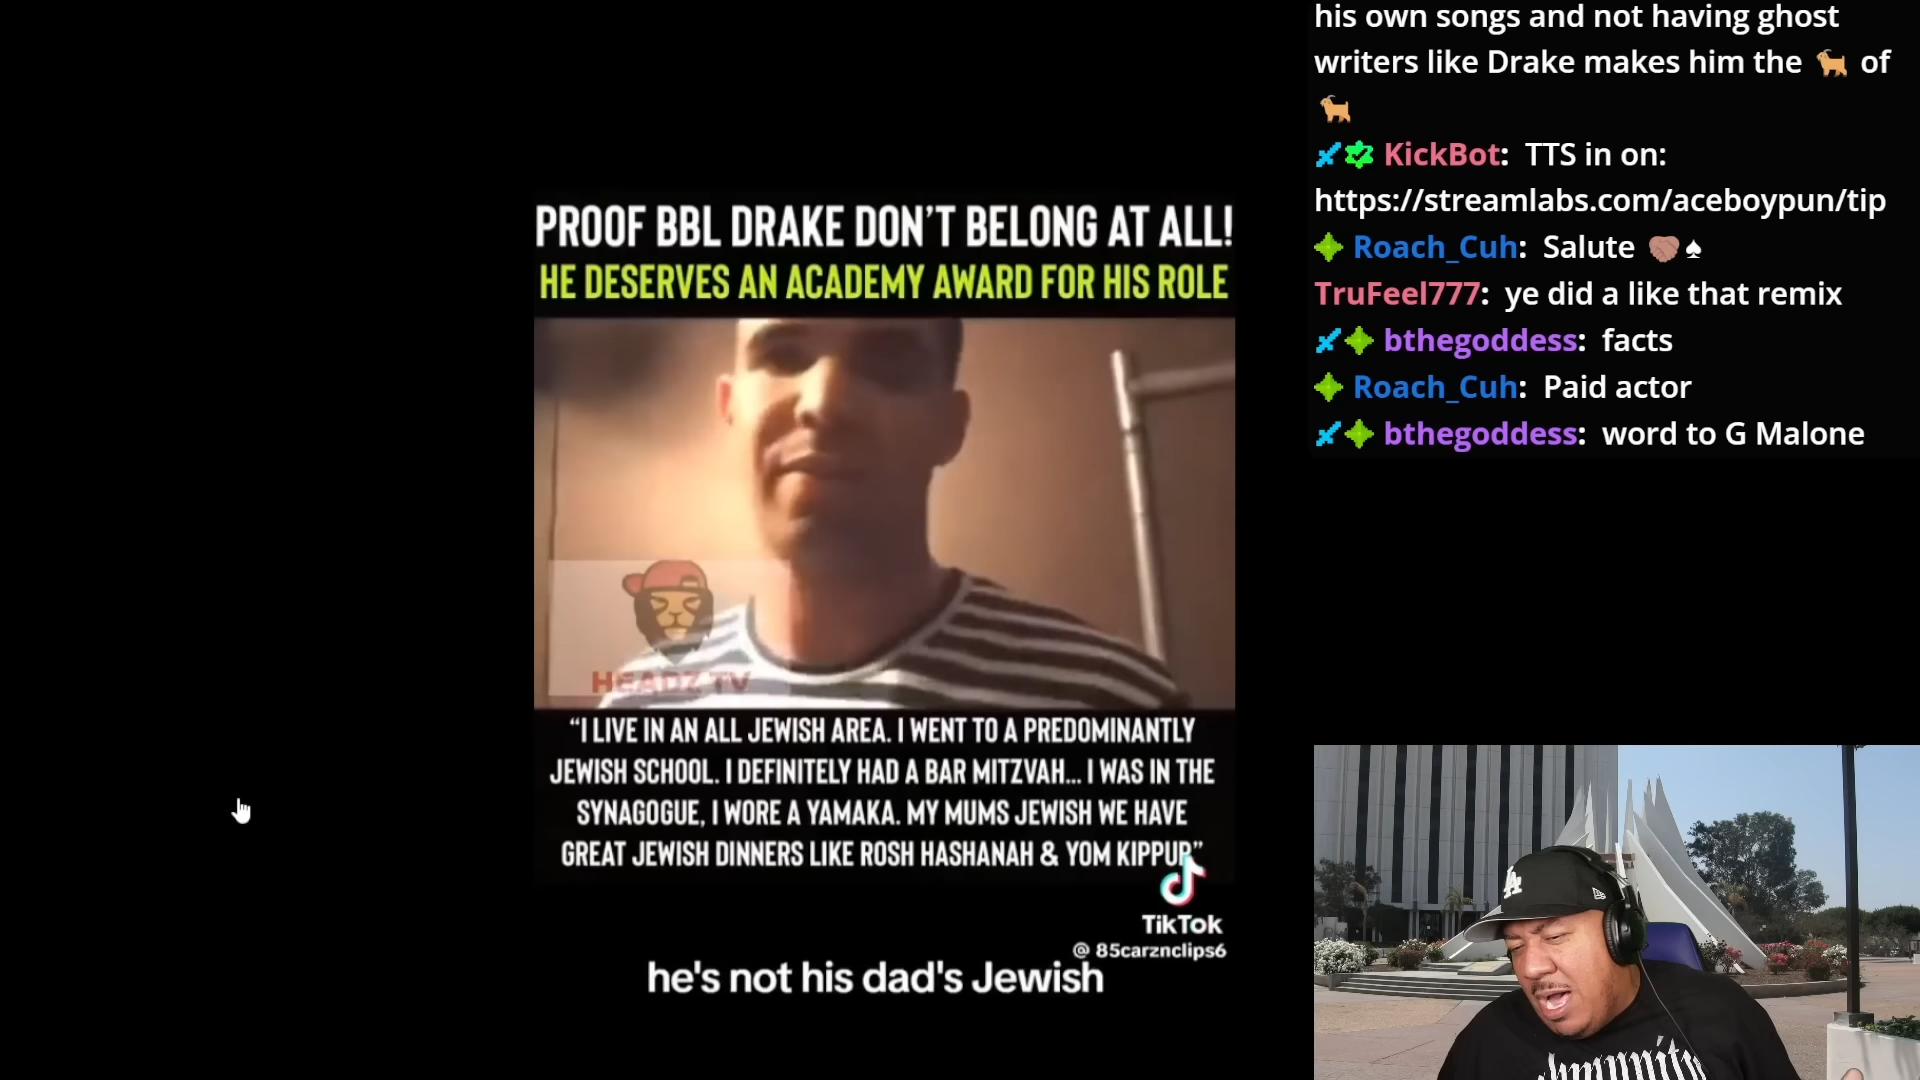 his own songs and not having ghost
writers like Drake makes him the 🐐 of
🐐
KickBot: TTS in on:
https://streamlabs.com/aceboypun/tip
Roach_Cuh: Salute 🤝🏽♠
TruFeel777: ye did a like that remix
bthegoddess: facts
Roach_Cuh: Paid actor
bthegoddess: word to G Malone
PROOF BBL DRAKE DON'T BELONG AT ALL!
HE DESERVES AN ACADEMY AWARD FOR HIS ROLE
HEADZ TV
“I LIVE IN AN ALL JEWISH AREA. I WENT TO A PREDOMINANTLY
JEWISH SCHOOL. I DEFINITELY HAD A BAR MITZVAH... I WAS IN THE
SYNAGOGUE, I WORE A YAMAKA. MY MUMS JEWISH WE HAVE
GREAT JEWISH DINNERS LIKE ROSH HASHANAH & YOM KIPPUR”
TikTok
@ 85carznclips6
he's not his dad's Jewish
LA